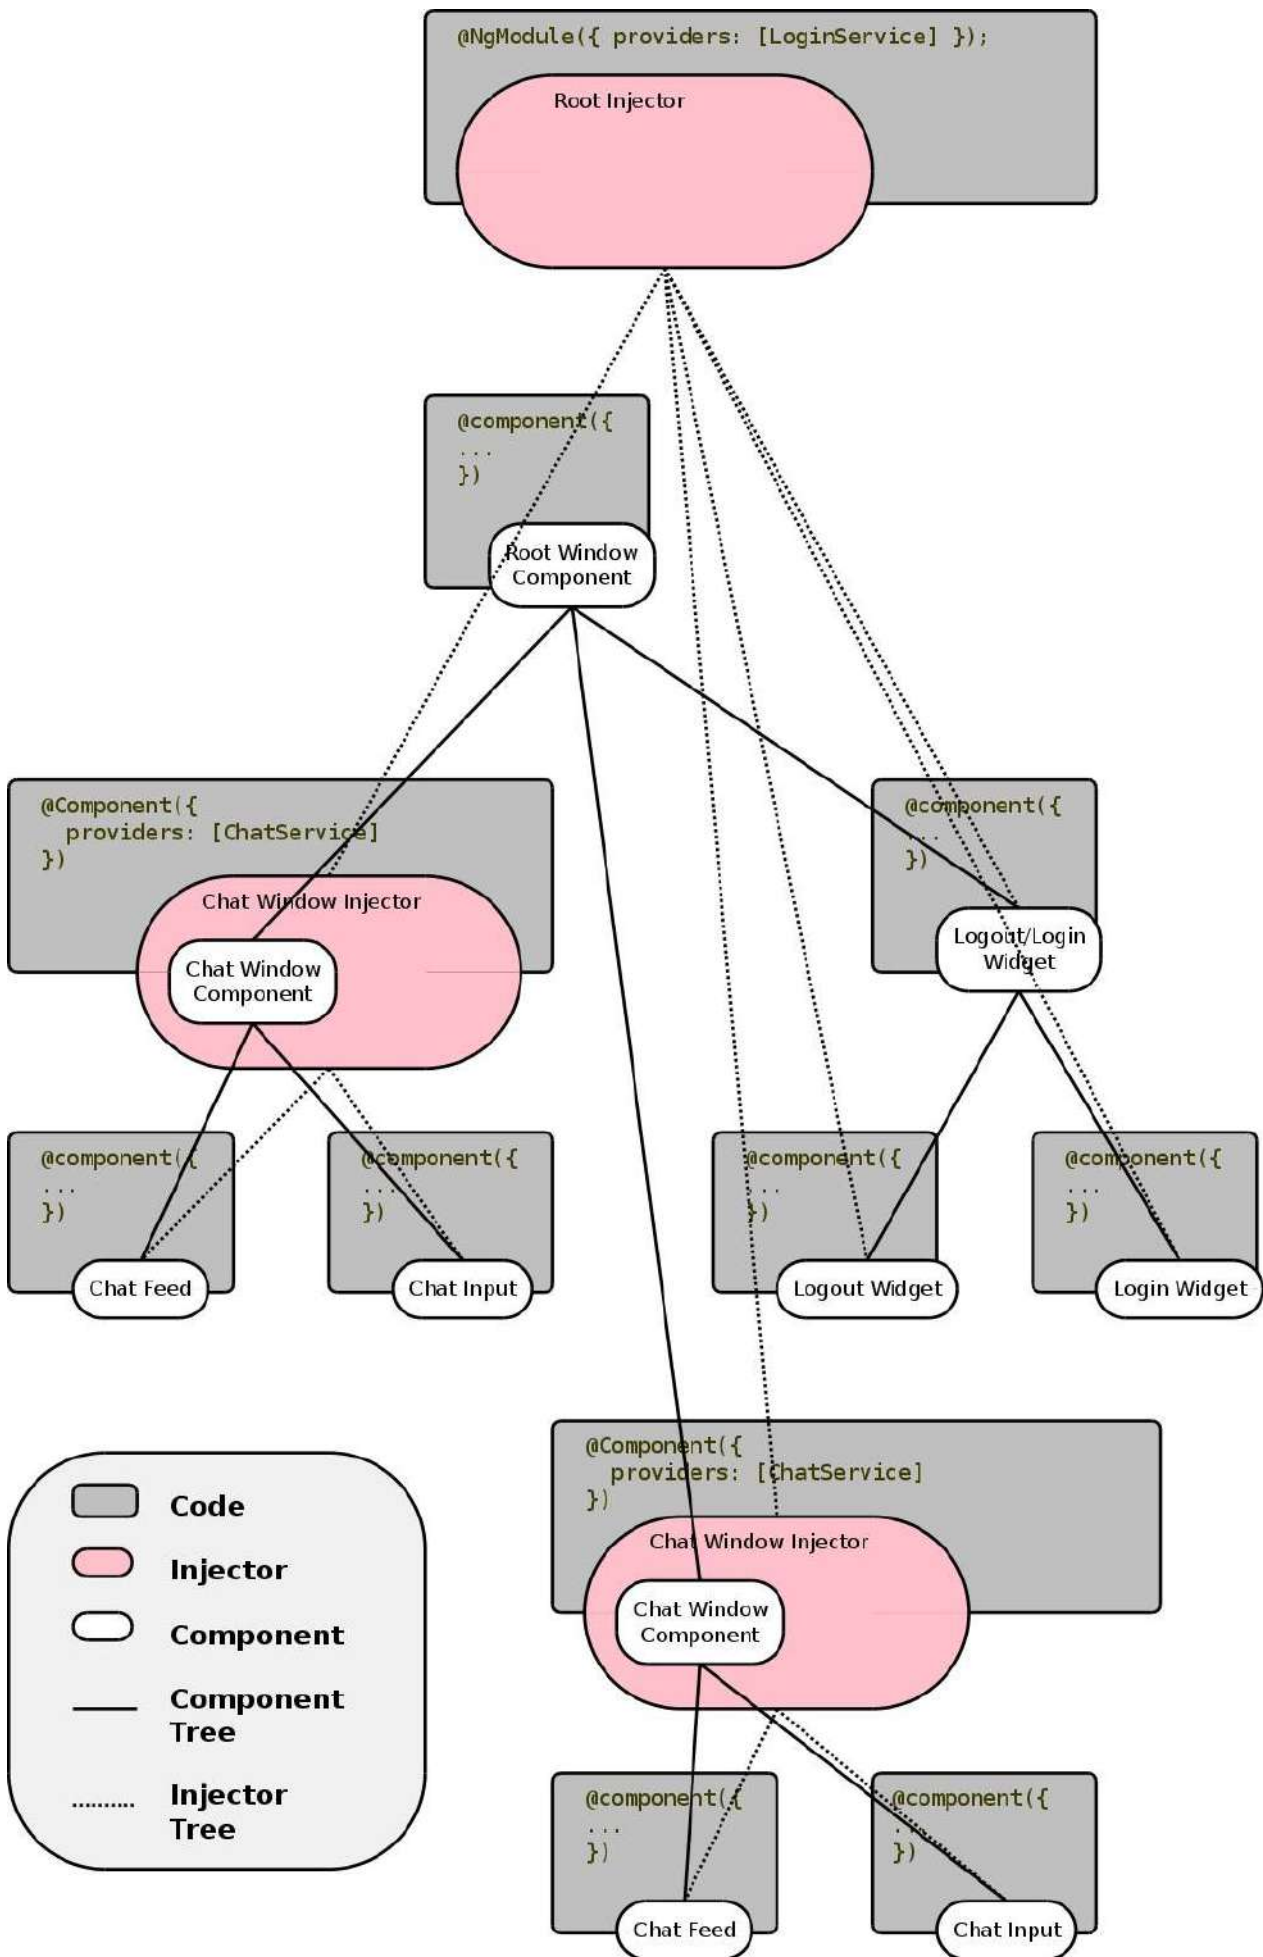 @NgModule({ providers: [LoginService] });
Root Injector
@component({
...
})
Root Window
Component
@Component({
providers: [ChatService]
})
Chat Window Injector
Chat Window
Component
@component({
...
})
Logout/Login
Widget
@component({
...
})
Chat Feed
@component({
...
})
Chat Input
@component({
...
})
Logout Widget
@component({
...
})
Login Widget
@Component({
providers: [ChatService]
})
Chat Window Injector
Chat Window
Component
@component({
...
})
Chat Feed
@component({
...
})
Chat Input
Code
Injector
Component
Component
Tree
Injector
Tree